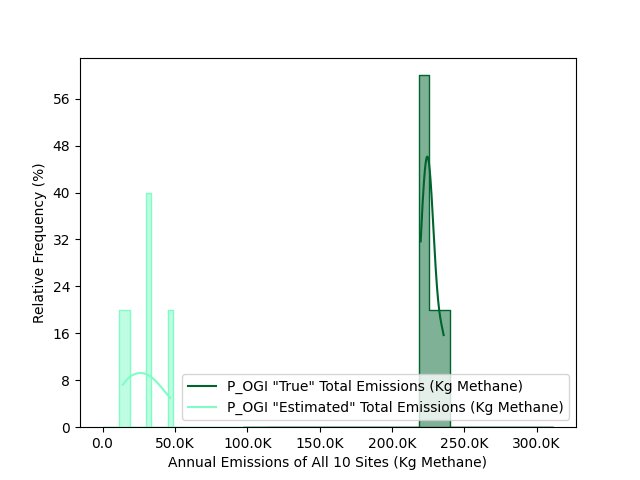 56
48
40
32
24
16
8
0
Relative Frequency (%)
P_OGI "True" Total Emissions (Kg Methane)
P_OGI "Estimated" Total Emissions (Kg Methane)
0.0 50.0K 100.0K 150.0K 200.0K 250.0K 300.0K
Annual Emissions of All 10 Sites (Kg Methane)